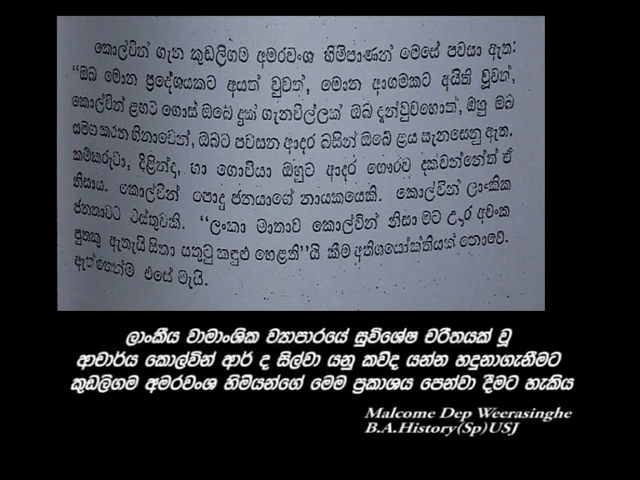 කොල්වින් ගැන කුඩලිගම අමරවංශ හිමිපාණන් මෙසේ පවසා ඇත:
"ඔබ මොන ප්‍රදේශයකට අයත් වුවත්, මොන ආගමකට අයිති වූවත්,
කොල්වින් ළඟට ගොස් ඔබේ දුක් ගැනවිල්ලක් ඔබ දැන්වුවහොත්, ඔහු ඔබ
සමඟ කරන හිනාවෙන්, ඔබට පවසන ආදර බසින් ඔබේ ළය සැනසෙනු ඇත.
කම්කරුවා, දිළින්දා, හා ගොවියා ඔහුට ආදර ගෞරව දක්වන්නේත් ඒ
නිසාය. කොල්වින් පොදු ජනයාගේ නායකයෙකි. කොල්වින් ලාංකික
ජනතාවට වස්තුවකි. "ලංකා මාතාව කොල්වින් නිසා මට උදාර අවංක
පුතකු ඇතැයි සිතා සතුටු කඳුළු හෙළති"යි කීම අතිශයෝක්තියක් නොවේ.
ඇත්තෙන්ම එසේ මැයි.
ලාංකීය වාමාංශික ව්‍යාපාරයේ සුවිශේෂ චරිතයක් වූ
ආචාර්ය කොල්වින් ආර් ද සිල්වා යනු කවද යන්න හඳුනාගැනීමට
කුඩලිගම අමරවංශ හිමියන්ගේ මෙම ප්‍රකාශය පෙන්වා දීමට හැකිය
Malcome Dep Weerasinghe
B.A.History(Sp)USJ